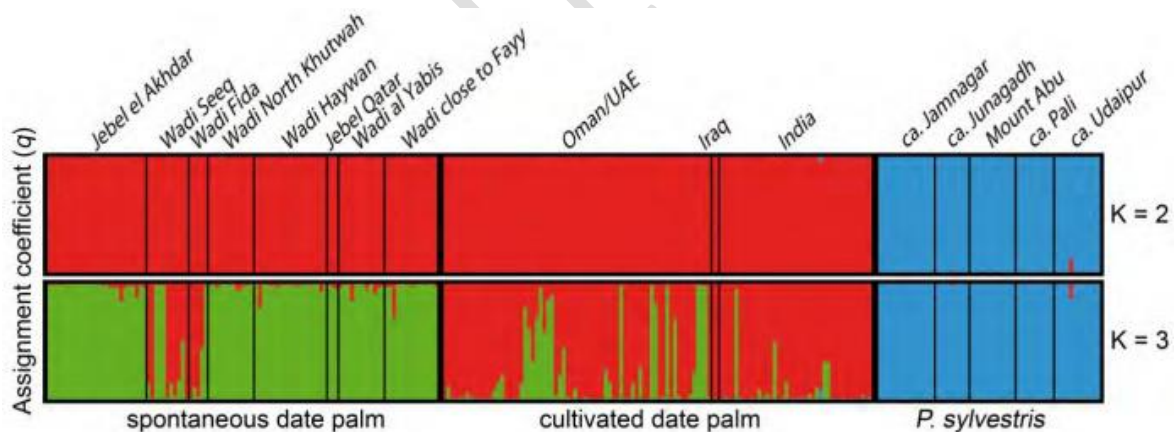 Jebel el Akhdar
Wadi Seeq
Wadi Fida
Wadi North Khutwah
Wadi Haywan
Jebel Qatar
Wadi al Yabis
Wadi close to Fayy
Oman/UAE
Iraq
India
ca. Jamnagar
ca. Junagadh
Mount Abu
ca. Pali
ca. Udaipur
Assignment coefficient (q)
K = 2
K = 3
spontaneous date palm
cultivated date palm
P. sylvestris